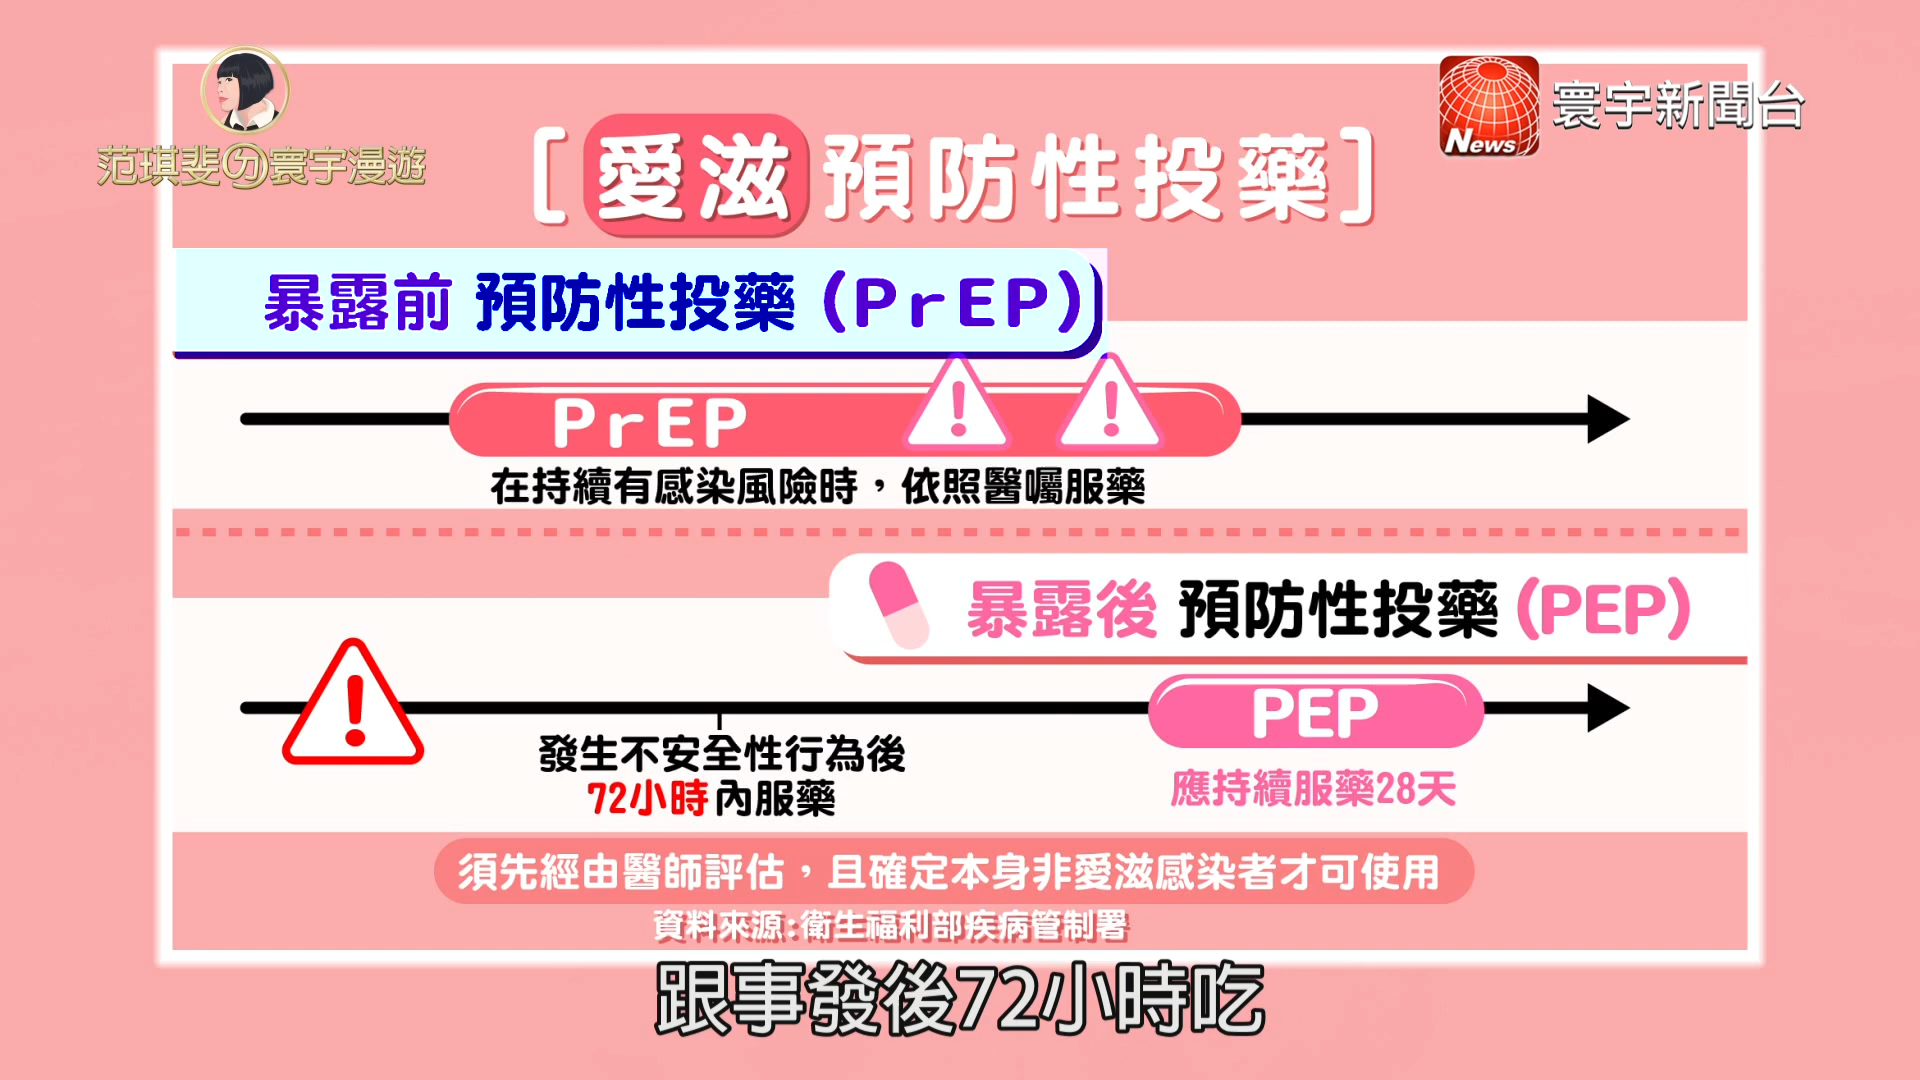 范琪斐の寰宇漫遊
News 寰宇新聞台
[愛滋預防性投藥]
暴露前 預防性投藥 (PrEP)
PrEP
在持續有感染風險時，依照醫囑服藥
暴露後 預防性投藥 (PEP)
PEP
發生不安全性行為後
72小時內服藥
應持續服藥28天
須先經由醫師評估，且確定本身非愛滋感染者才可使用
資料來源:衛生福利部疾病管制署
跟事發後72小時吃